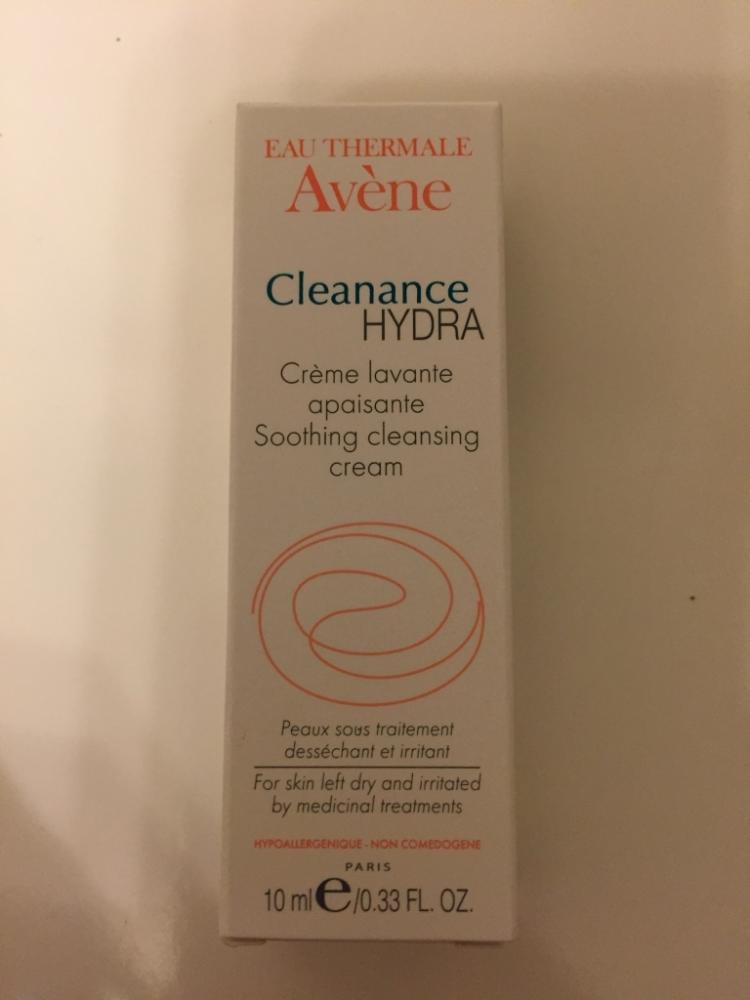 EAU THERMALE
Avène
Cleanance
HYDRA
Crème lavante
apaisante
Soothing cleansing
cream
Peaux sous traitement
desséchant et irritant
For skin left dry and irritated
by medicinal treatments
HYPOALLERGENIQUE - NON COMEDOGENE
PARIS
10 ml e/0.33 FL. OZ.